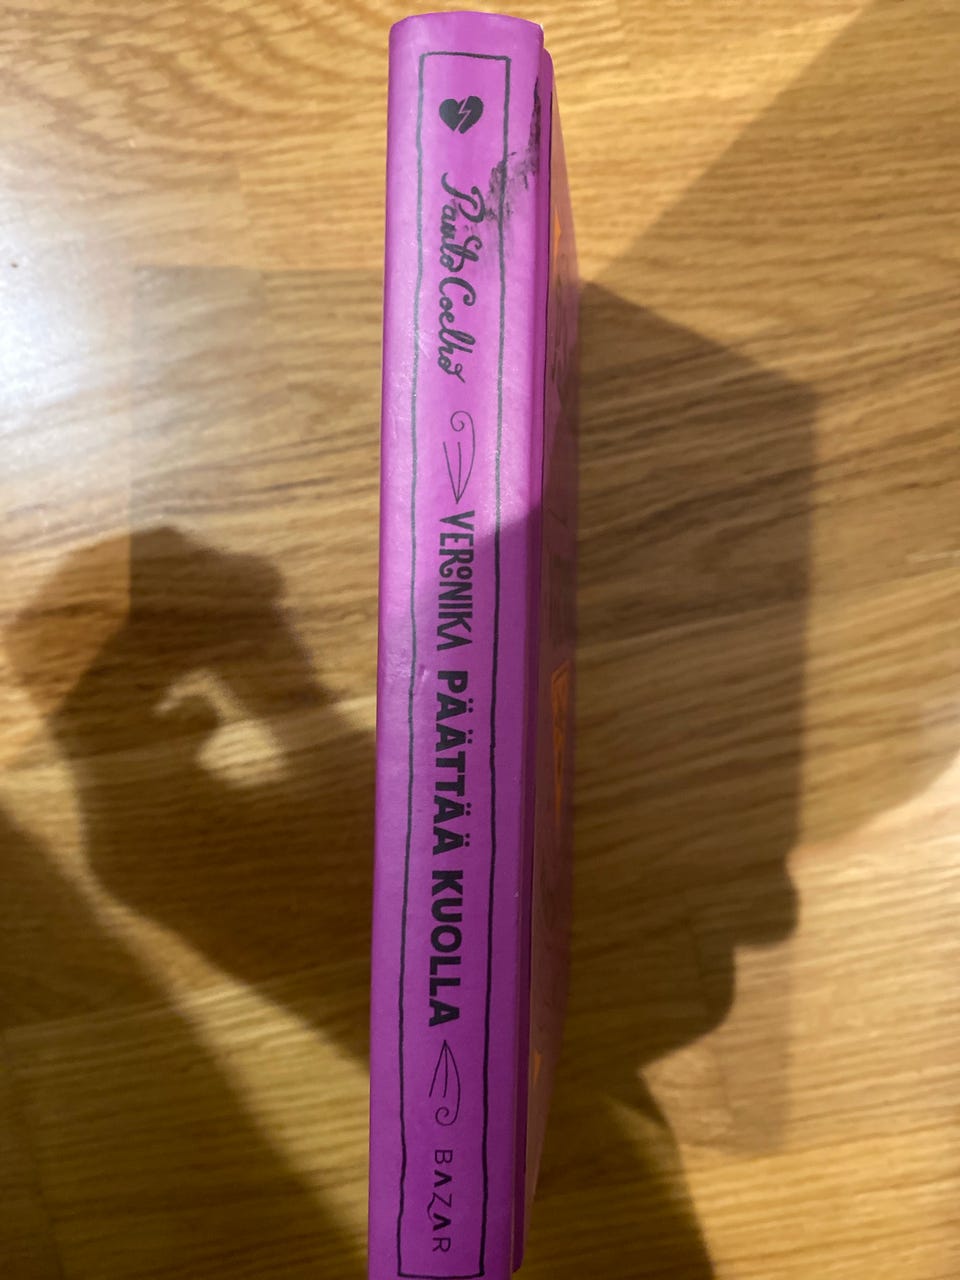 Paulo Coelho
VERONIKA PÄÄTTÄÄ KUOLLA
BAZAR